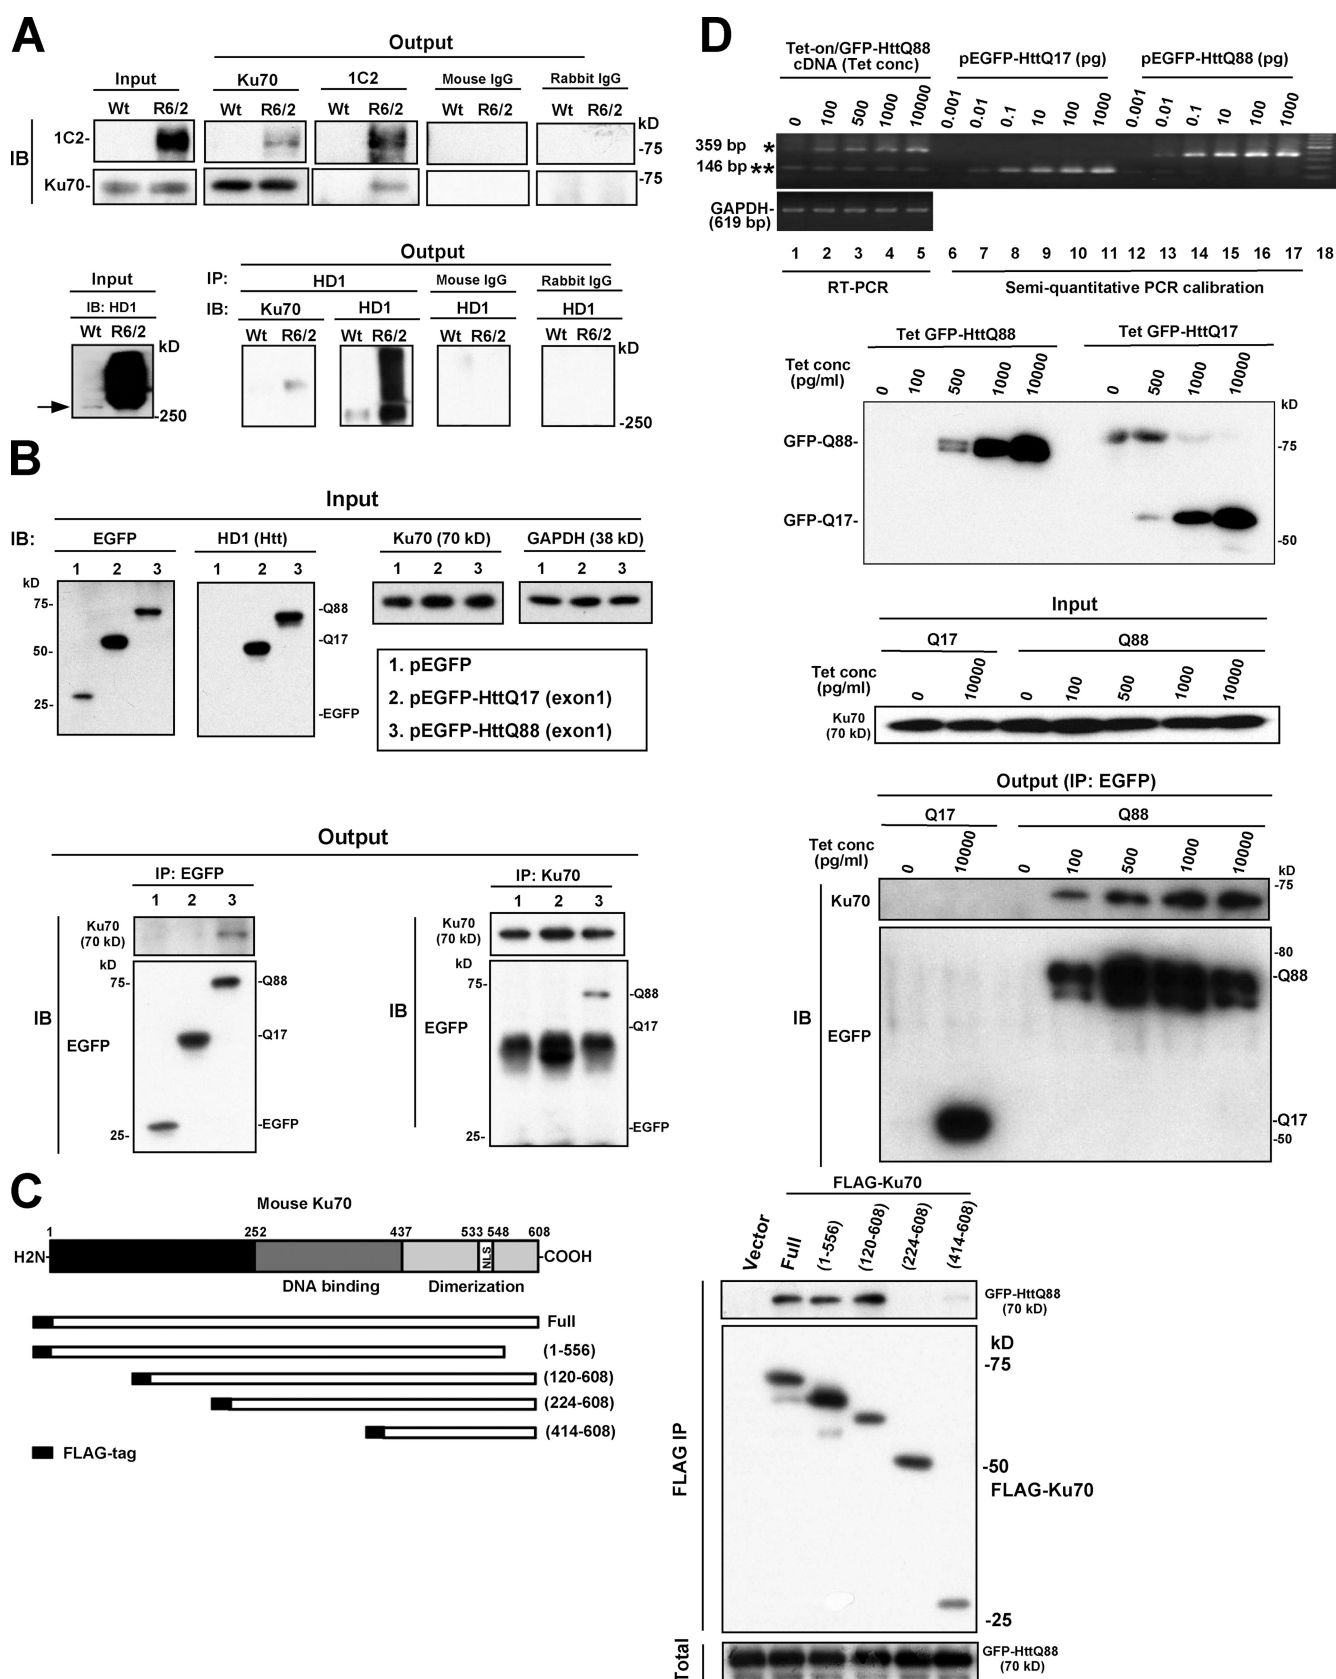 A
Output
Input
Ku70
1C2
Mouse IgG
Rabbit IgG
Wt R6/2
Wt R6/2
Wt R6/2
Wt R6/2
Wt R6/2
kD
IB
1C2-
-75
Ku70-
-75
Output
Input
IP:
HD1
Mouse IgG
Rabbit IgG
IB: HD1
IB:
Ku70
HD1
HD1
HD1
Wt R6/2
Wt R6/2
Wt R6/2
Wt R6/2
Wt R6/2
kD
kD
-250
-250
B
Input
IB:
EGFP
HD1 (Htt)
Ku70 (70 kD)
GAPDH (38 kD)
1 2 3
1 2 3
1 2 3
1 2 3
kD
75-
50-
25-
-Q88
-Q17
-EGFP
1. pEGFP
2. pEGFP-HttQ17 (exon1)
3. pEGFP-HttQ88 (exon1)
Output
IP: EGFP
1 2 3
IB
Ku70
(70 kD)
kD
75-
EGFP
25-
-Q88
-Q17
-EGFP
IP: Ku70
1 2 3
IB
Ku70
(70 kD)
kD
75-
EGFP
25-
-Q88
-Q17
-EGFP
C
Mouse Ku70
1 252 437 533 548 608
H2N-
NLS
-COOH
DNA binding
Dimerization
Full
(1-556)
(120-608)
(224-608)
(414-608)
FLAG-tag
FLAG-Ku70
Vector
Full
(1-556)
(120-608)
(224-608)
(414-608)
FLAG IP
GFP-HttQ88
(70 kD)
kD
-75
-50
FLAG-Ku70
-25
Total
GFP-HttQ88
(70 kD)
D
Tet-on/GFP-HttQ88
cDNA (Tet conc)
pEGFP-HttQ17 (pg)
pEGFP-HttQ88 (pg)
0 100 500 1000 10000
0.001 0.01 0.1 10 100 1000
0.001 0.01 0.1 10 100 1000
359 bp *
146 bp **
GAPDH-
(619 bp)
1 2 3 4 5 6 7 8 9 10 11 12 13 14 15 16 17 18
RT-PCR
Semi-quantitative PCR calibration
Tet GFP-HttQ88
Tet GFP-HttQ17
Tet conc
(pg/ml)
0 100 500 1000 10000
0 500 1000 10000
kD
GFP-Q88-
-75
GFP-Q17-
-50
Input
Q17
Q88
Tet conc
(pg/ml)
0 10000
0 100 500 1000 10000
Ku70
(70 kD)
Output (IP: EGFP)
Q17
Q88
Tet conc
(pg/ml)
0 10000
0 100 500 1000 10000
kD
-75
Ku70
IB
EGFP
-80
-Q88
-Q17
-50